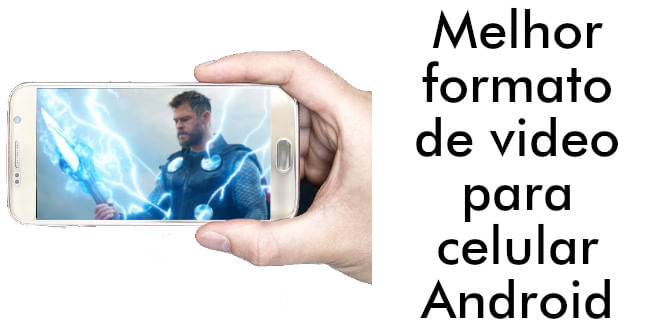 Melhor
formato
de video
para
celular
Android